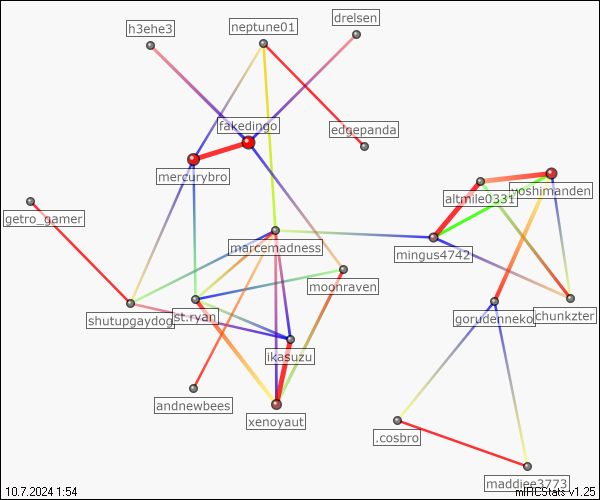 h3ehe3
neptune01
drelsen
fakedingo
edgepanda
mercurybro
altmile0331
yoshimanden
getro_gamer
marcemadness
mingus4742
moonraven
shutupgaydog
st.ryan
gorudenneko
chunkzter
ikasuzu
andnewbees
xenoyaut
.cosbro
maddiee3773
10.7.2024 1:54
mIRCStats v1.25